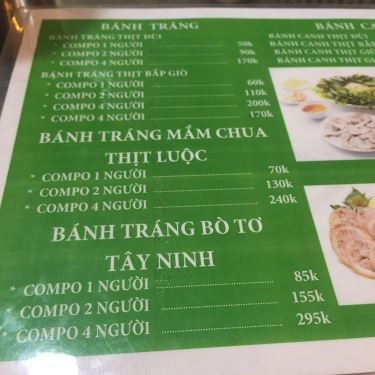 BÁNH TRÁNG
BÁNH TRÁNG THỊT ĐÙI
* COMPO 1 NGƯỜI 50k
* COMPO 2 NGƯỜI 90k
* COMPO 4 NGƯỜI 170k
BÁNH TRÁNG THỊT BẮP GIÒ
* COMPO 1 NGƯỜI 60k
* COMPO 2 NGƯỜI 110k
* COMPO 4 NGƯỜI 200k
* COMPO 4 NGƯỜI 170k
BÁNH TRÁNG MẮM CHUA
THỊT LUỘC
* COMPO 1 NGƯỜI 70k
* COMPO 2 NGƯỜI 130k
* COMPO 4 NGƯỜI 240k
BÁNH TRÁNG BÒ TƠ
TÂY NINH
* COMPO 1 NGƯỜI 85k
* COMPO 2 NGƯỜI 155k
* COMPO 4 NGƯỜI 295k
BÁNH CAN
BÁNH CANH THỊT ĐÙI
BÁNH CANH THỊT BẮ
BÁNH CANH THỊT GIÒ
BÁNH CANH THỊT